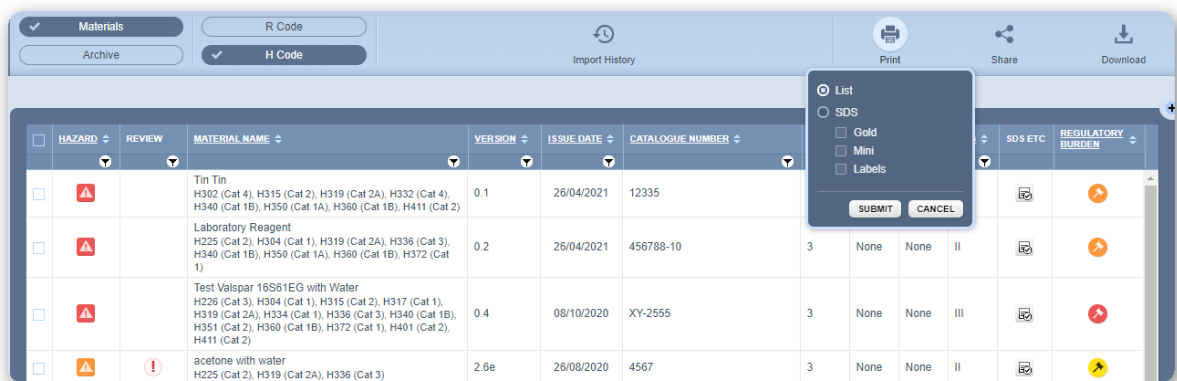 Materials
R Code
Archive
H Code
Import History
Print
Share
Download
List
SDS
Gold
Mini
Labels
SUBMIT
CANCEL
HAZARD
REVIEW
MATERIAL NAME
VERSION
ISSUE DATE
CATALOGUE NUMBER
SDS ETC
REGULATORY
BURDEN
Tin Tin
H302 (Cat 4), H315 (Cat 2), H319 (Cat 2A), H332 (Cat 4),
H340 (Cat 1B), H350 (Cat 1A), H360 (Cat 1B), H411 (Cat 2)
0.1
26/04/2021
12335
Laboratory Reagent
H225 (Cat 2), H304 (Cat 1), H319 (Cat 2A), H336 (Cat 3),
H340 (Cat 1B), H350 (Cat 1A), H360 (Cat 1B), H372 (Cat
1)
0.2
26/04/2021
456788-10
3
None
None
II
Test Valspar 16S61EG with Water
H226 (Cat 3), H304 (Cat 1), H315 (Cat 2), H317 (Cat 1),
H319 (Cat 2A), H334 (Cat 1), H336 (Cat 3), H340 (Cat 1B),
H351 (Cat 2), H360 (Cat 1B), H372 (Cat 1), H401 (Cat 2),
H411 (Cat 2)
0.4
08/10/2020
XY-2555
3
None
None
III
acetone with water
H225 (Cat 2), H319 (Cat 2A), H336 (Cat 3)
2.6e
26/08/2020
4567
3
None
None
II